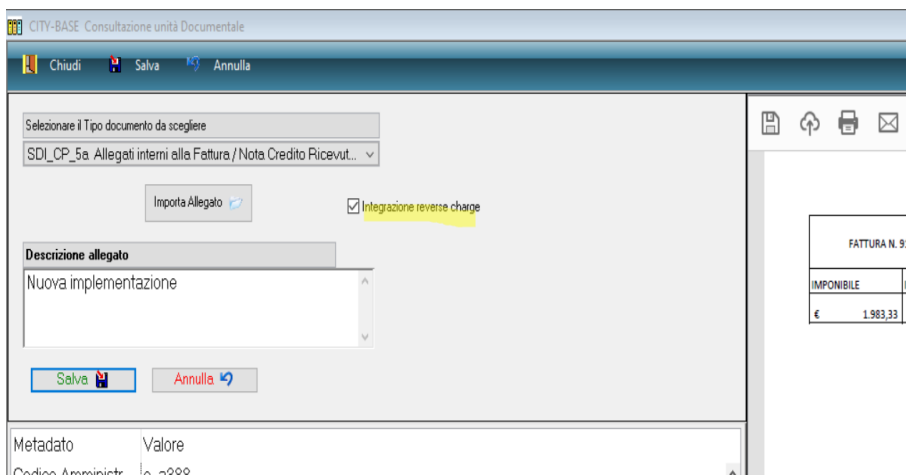 CITY-BASE Consultazione unità Documentale
Chiudi Salva Annulla
Selezionare il Tipo documento da scegliere
SDI_CP_5a Allegati interni alla Fattura / Nota Credito Ricevut...
Importa Allegato
Integrazione reverse charge
Descrizione allegato
Nuova implementazione
Salva Annulla
Metadato Valore
Codice Amministr
FATTURA N. 9
IMPONIBILE
€ 1.983,33